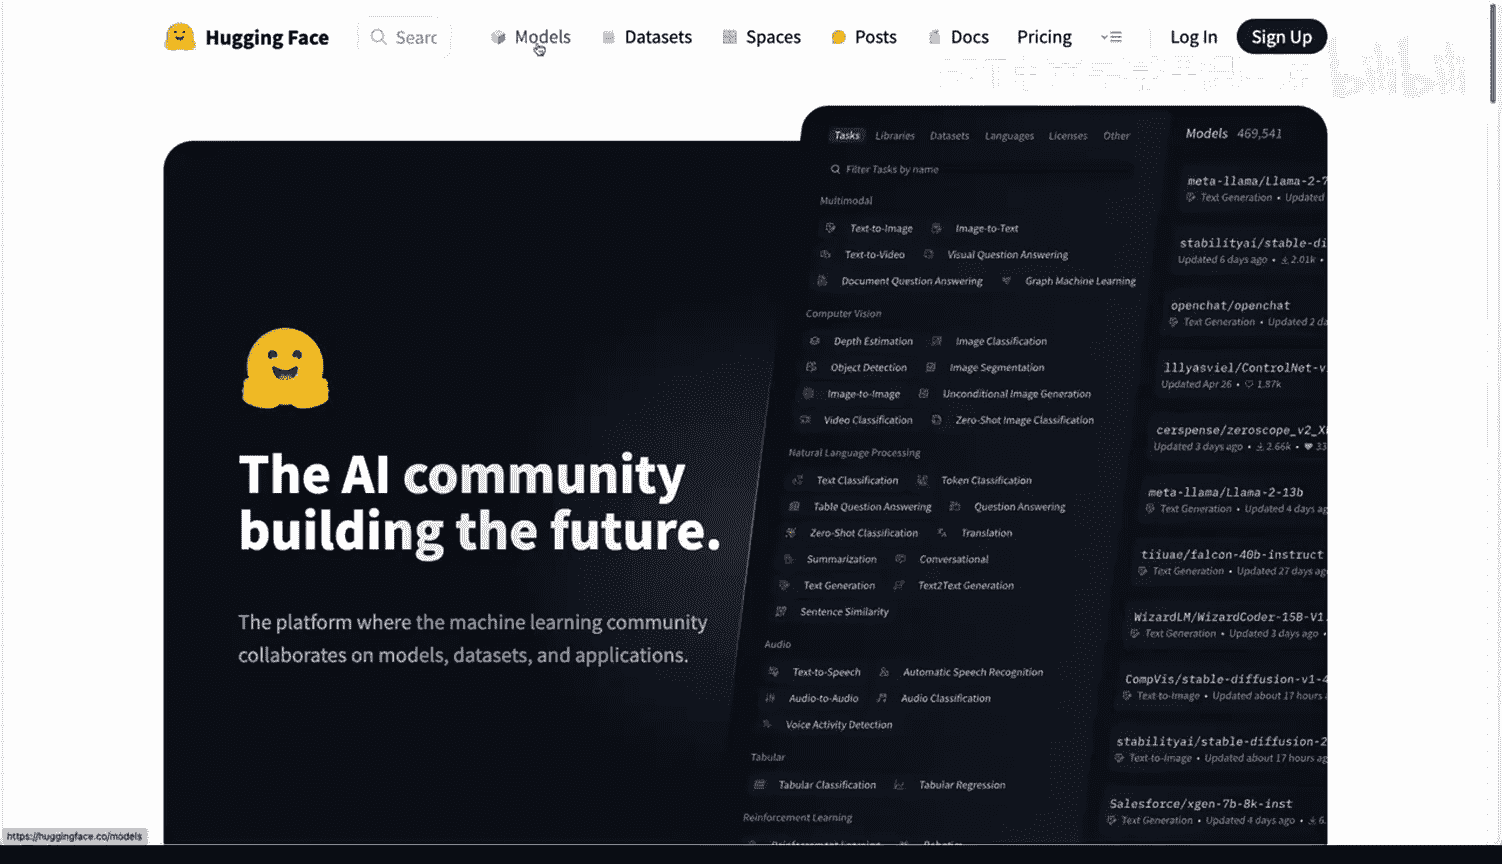 Hugging Face
Searc
Models
Datasets
Spaces
Posts
Docs
Pricing
Log In
Sign Up
bilibili
Tasks Libraries Datasets Languages Licenses Other
Filter Tasks by name
Multimodal
Text-to-Image Image-to-Text
Text-to-Video Visual Question Answering
Document Question Answering Graph Machine Learning
Computer Vision
Depth Estimation Image Classification
Object Detection Image Segmentation
Image-to-Image Unconditional Image Generation
Video Classification Zero-Shot Image Classification
Natural Language Processing
Text Classification Token Classification
Table Question Answering Question Answering
Zero-Shot Classification Translation
Summarization Conversational
Text Generation Text2Text Generation
Sentence Similarity
Audio
Text-to-Speech Automatic Speech Recognition
Audio-to-Audio Audio Classification
Voice Activity Detection
Tabular
Tabular Classification Tabular Regression
Reinforcement Learning
Models 469,541
meta-llama/Llama-2-7
Text Generation • Updated
stabilityai/stable-di
Updated 6 days ago • 2.01k •
openchat/openchat
Text Generation • Updated 2 da
lllyasviel/ControlNet-v
Updated Apr 26 • 1.87k
cerspense/zeroscope_v2_X
Updated 3 days ago • 2.66k • 33
meta-llama/Llama-2-13b
Text Generation • Updated 4 days ag
tiiuae/falcon-40b-instruct
Text Generation • Updated 27 days ag
WizardLM/WizardCoder-15B-V1.
Text Generation • Updated 3 days ago •
CompVis/stable-diffusion-v1-4
Text-to-Image • Updated about 17 hours
stabilityai/stable-diffusion-2
Text-to-Image • Updated about 17 hours ag
Salesforce/xgen-7b-8k-inst
Text Generation • Updated 4 days ago • 6.
The AI community
building the future.
The platform where the machine learning community
collaborates on models, datasets, and applications.
https://huggingface.co/models